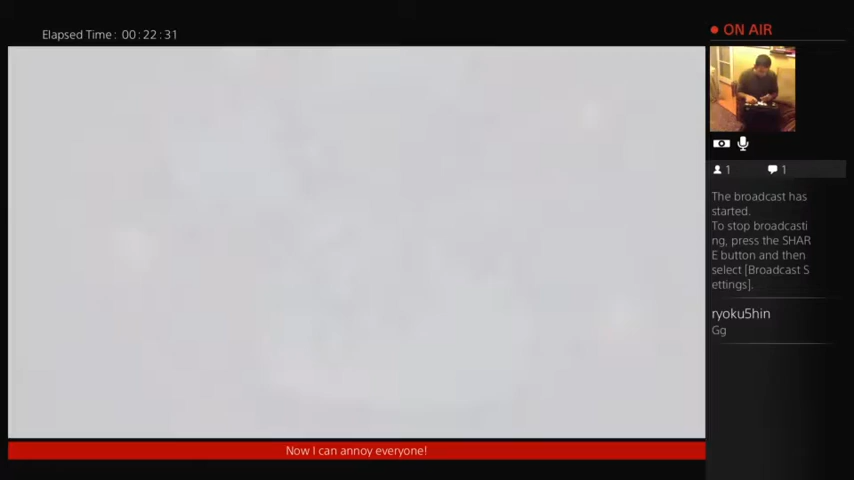 Elapsed Time: 00:22:31
ON AIR
1 1
The broadcast has
started.
To stop broadcasti
ng, press the SHAR
E button and then
select [Broadcast S
ettings].
ryoku5hin
Gg
Now I can annoy everyone!